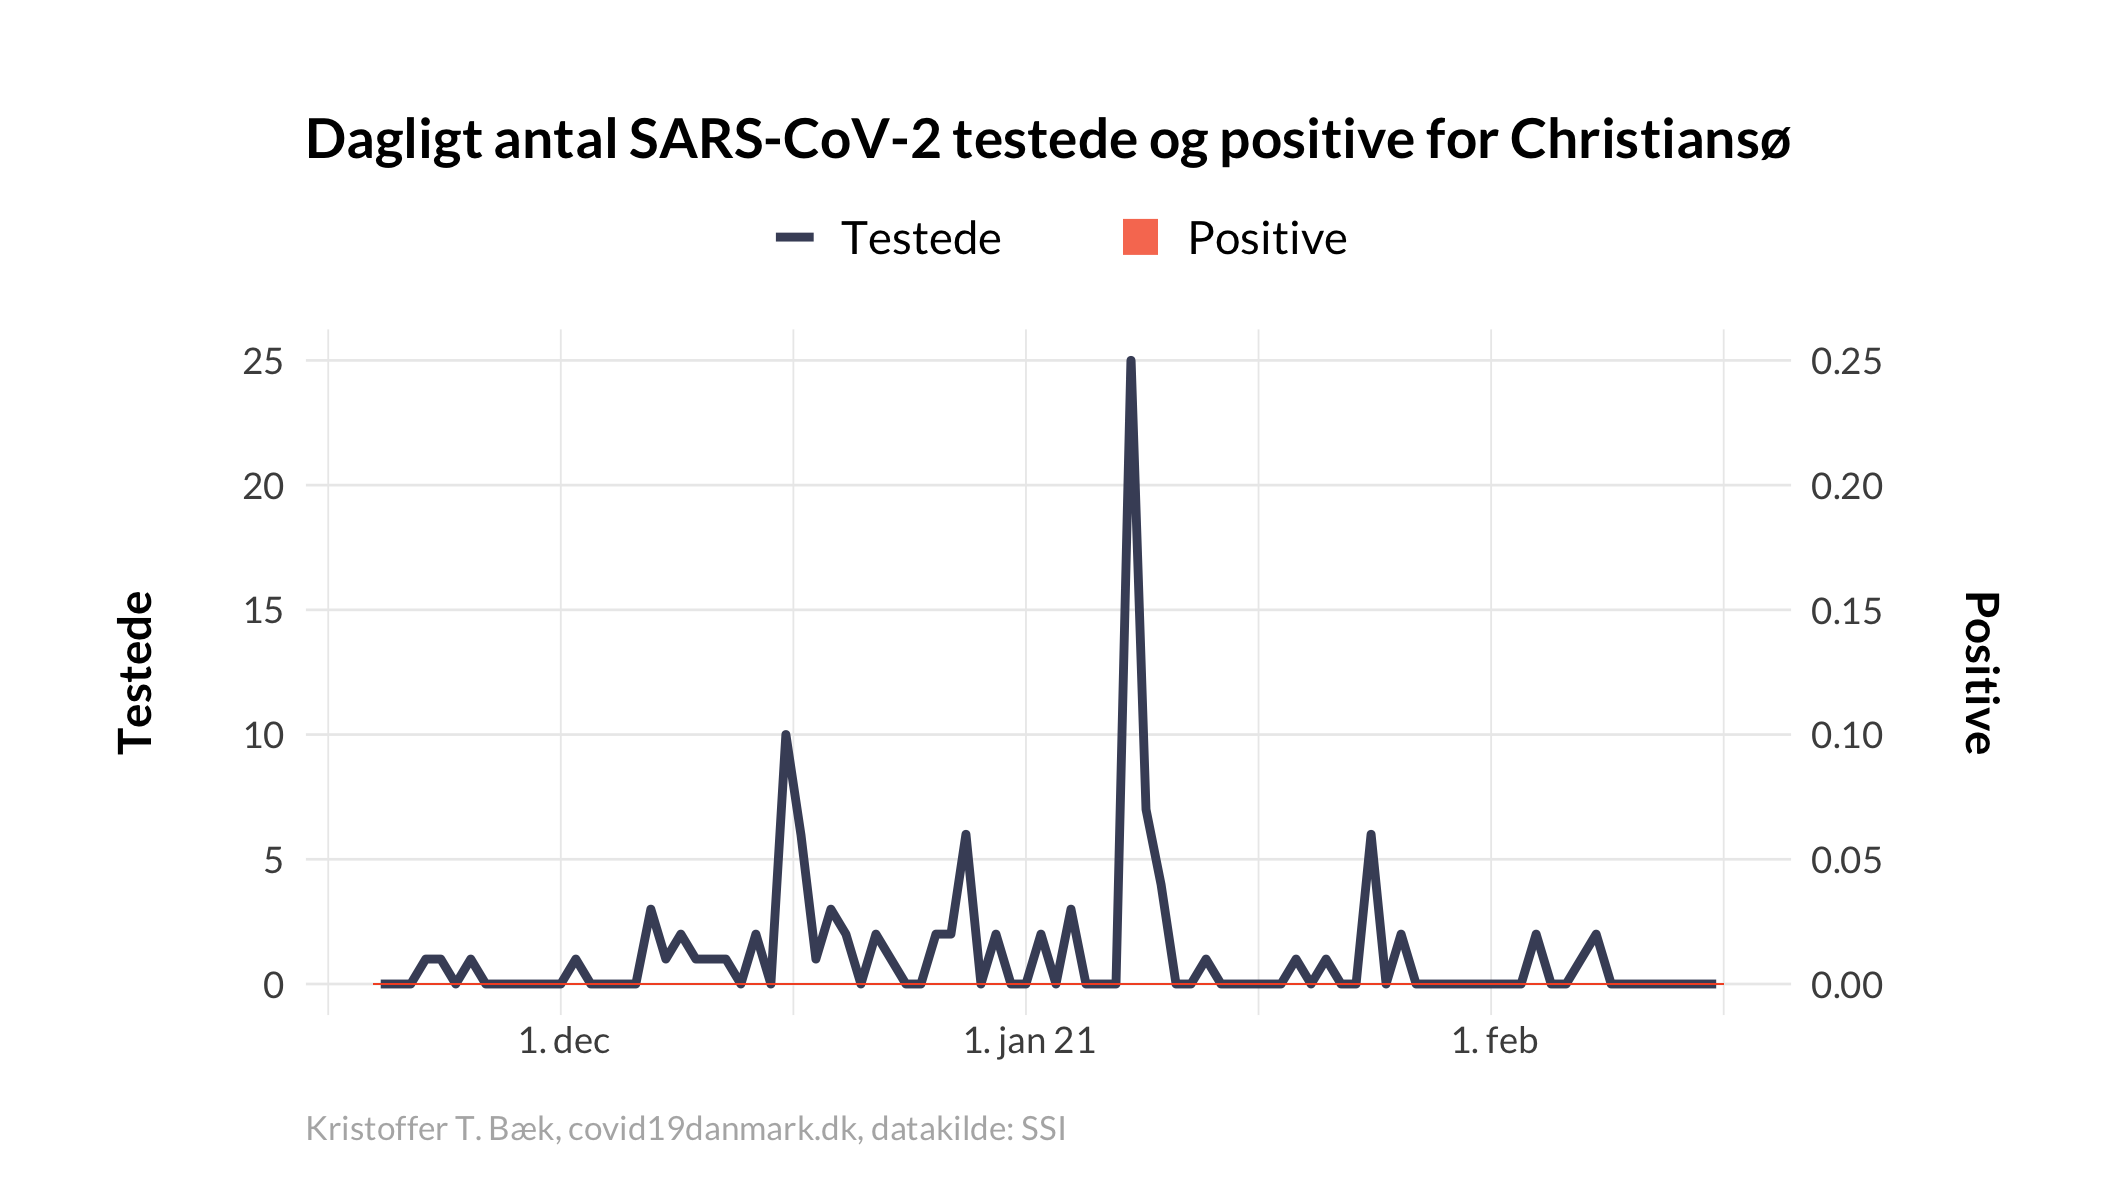 Dagligt antal SARS-CoV-2 testede og positive for Christiansø
Testede
Positive
25
20
15
10
5
0
Testede
0.25
0.20
0.15
0.10
0.05
0.00
Positive
1. dec
1. jan 21
1. feb
Kristoffer T. Bæk, covid19danmark.dk, datakilde: SSI